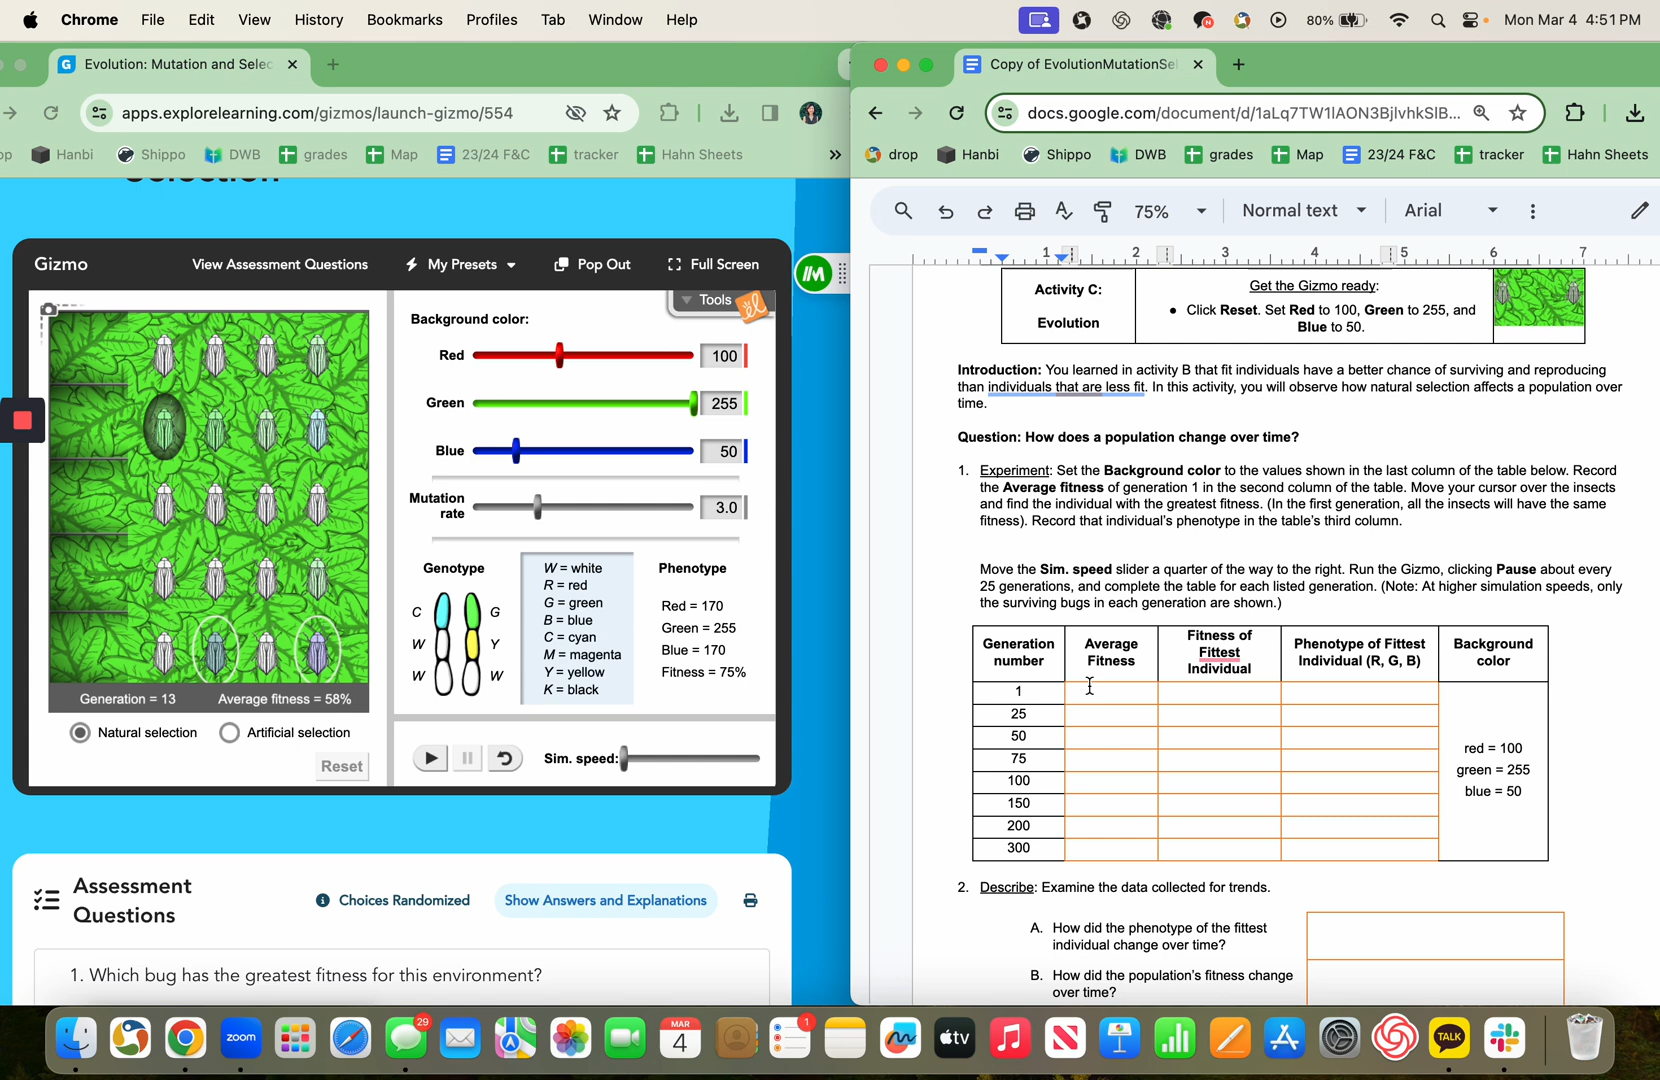 Chrome File Edit View History Bookmarks Profiles Tab Window Help 80% Mon Mar 4 4:51 PM
Evolution: Mutation and Selec
Copy of EvolutionMutationSel
apps.explorelearning.com/gizmos/launch-gizmo/554
docs.google.com/document/d/1aLq7TW1lAON3BjlvhkSlB...
op Hanbi Shippo DWB grades Map 23/24 F&C tracker Hahn Sheets »
drop Hanbi Shippo DWB grades Map 23/24 F&C tracker Hahn Sheets
75% Normal text Arial
1 2 3 4 5 6 7
Gizmo View Assessment Questions My Presets Pop Out Full Screen
Tools
Background color:
Red 100
Green 255
Blue 50
Mutation rate 3.0
Genotype
C G
W Y
W W
W = white
R = red
G = green
B = blue
C = cyan
M = magenta
Y = yellow
K = black
Phenotype
Red = 170
Green = 255
Blue = 170
Fitness = 75%
Generation = 13 Average fitness = 58%
Natural selection Artificial selection
Reset
Sim. speed:
Assessment
Questions
Choices Randomized Show Answers and Explanations
1. Which bug has the greatest fitness for this environment?
Activity C:
Evolution
Get the Gizmo ready:
● Click Reset. Set Red to 100, Green to 255, and
Blue to 50.
Introduction: You learned in activity B that fit individuals have a better chance of surviving and reproducing
than individuals that are less fit. In this activity, you will observe how natural selection affects a population over
time.
Question: How does a population change over time?
1. Experiment: Set the Background color to the values shown in the last column of the table below. Record
the Average fitness of generation 1 in the second column of the table. Move your cursor over the insects
and find the individual with the greatest fitness. (In the first generation, all the insects will have the same
fitness). Record that individual's phenotype in the table's third column.
Move the Sim. speed slider a quarter of the way to the right. Run the Gizmo, clicking Pause about every
25 generations, and complete the table for each listed generation. (Note: At higher simulation speeds, only
the surviving bugs in each generation are shown.)
Generation number
Average Fitness
Fitness of Fittest Individual
Phenotype of Fittest Individual (R, G, B)
Background color
1
25
50
75
100
150
200
300
red = 100
green = 255
blue = 50
2. Describe: Examine the data collected for trends.
A. How did the phenotype of the fittest
individual change over time?
B. How did the population's fitness change
over time?
zoom
29
MAR
4
1
tv
TALK